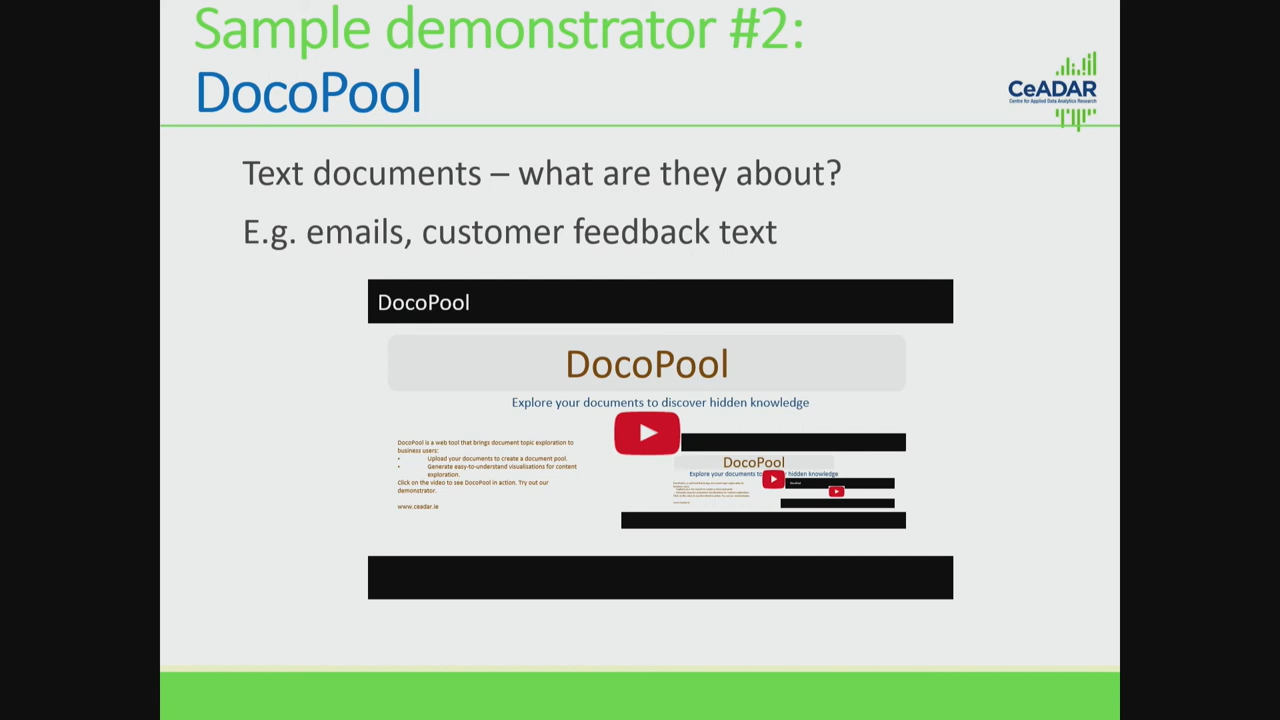 Sample demonstrator #2:
DocoPool
CeADAR
Centre for Applied Data Analytics Research
Text documents – what are they about?
E.g. emails, customer feedback text
DocoPool
DocoPool
Explore your documents to discover hidden knowledge
DocoPool is a web tool that brings document topic exploration to
business users:
• Upload your documents to create a document pool.
• Generate easy-to-understand visualisations for content
exploration.
Click on the video to see DocoPool in action. Try out our
demonstrator.
www.ceadar.ie
DocoPool
Explore your documents to hidden knowledge